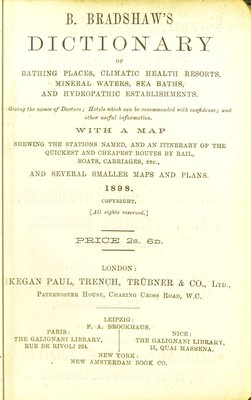 B. BRADSHAW'S
DICTIONARY
OF
BATHING PLACES, CLIMATIC HEALTH RESORTS,
MINERAL WATERS, SEA BATHS,
AND HYDROPATHIC ESTABLISHMENTS.
(Giving the names of Doctors; Hotels which can be recommended with confidence; and
other useful information.
WITH A MAP
SHEWING THE STATIONS NAMED, AND AN ITINERARY OF THE
QUICKEST AND CHEAPEST ROUTES BY RAIL,
BOATS, CARRIAGES, ETC.,
AND SEVERAL SMALLER MAPS AND PLANS.
1898.
COPYRIGHT.
[All rights reserved.]
PRICE 2S. 6D.
LONDON:
KEGAN PAUL, TRENCH, TRÜBNER & CO., LTD.,
PATERNOSTER HOUSE, CHARING CROSS ROAD, W.C.
LEIPZIG:
F. A. BROCKHAUS.
PARIS: NICE:
THE GALIGNANI LIBRARY, THE GALIGNANI LIBRARY,
RUE DE RIVOLI 224. 15, QUAI MASSENA.
NEW YORK:
NEW AMSTERDAM BOOK CO.